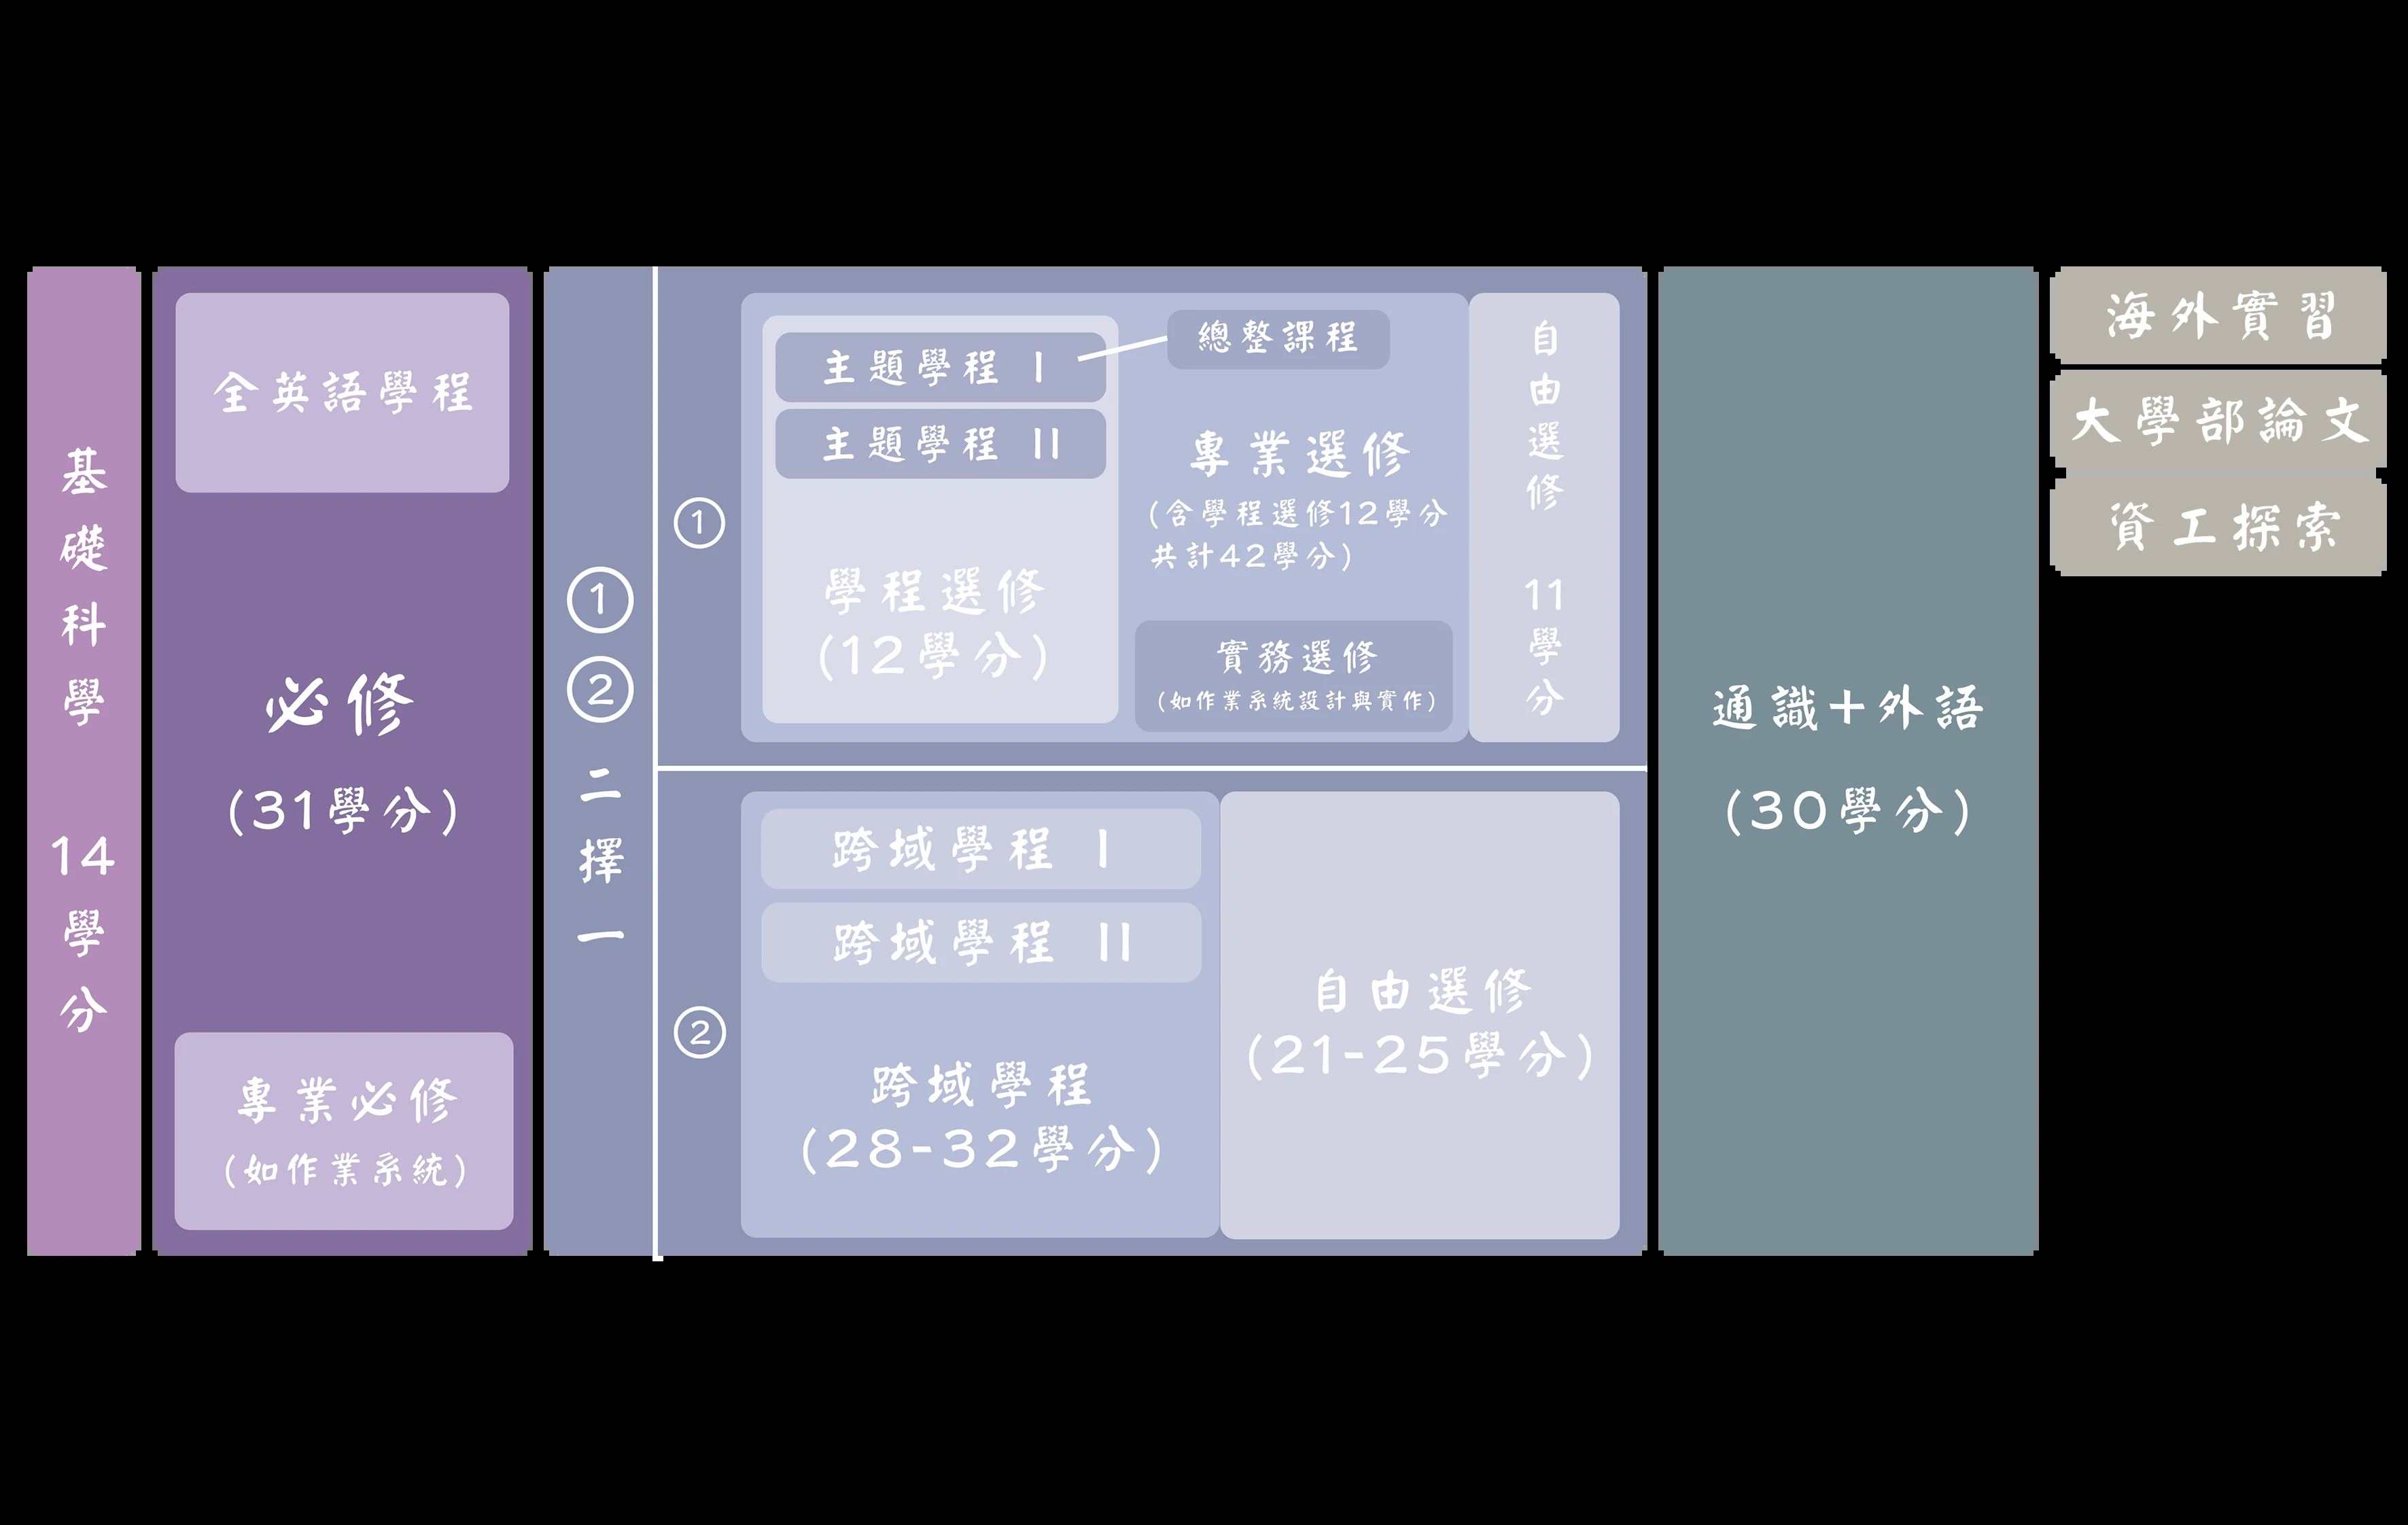 基礎科學 14學分
全英語學程
必修
(31學分)
專業必修
(如作業系統)
①
②
二擇一
①
主題學程 I
主題學程 II
學程選修
(12學分)
總整課程
專業選修
(含學程選修12學分
共計42學分)
實務選修
(如作業系統設計與實作)
自由選修 11學分
②
跨域學程 I
跨域學程 II
跨域學程
(28-32學分)
自由選修
(21-25學分)
通識+外語
(30學分)
海外實習
大學部論文
資工探索